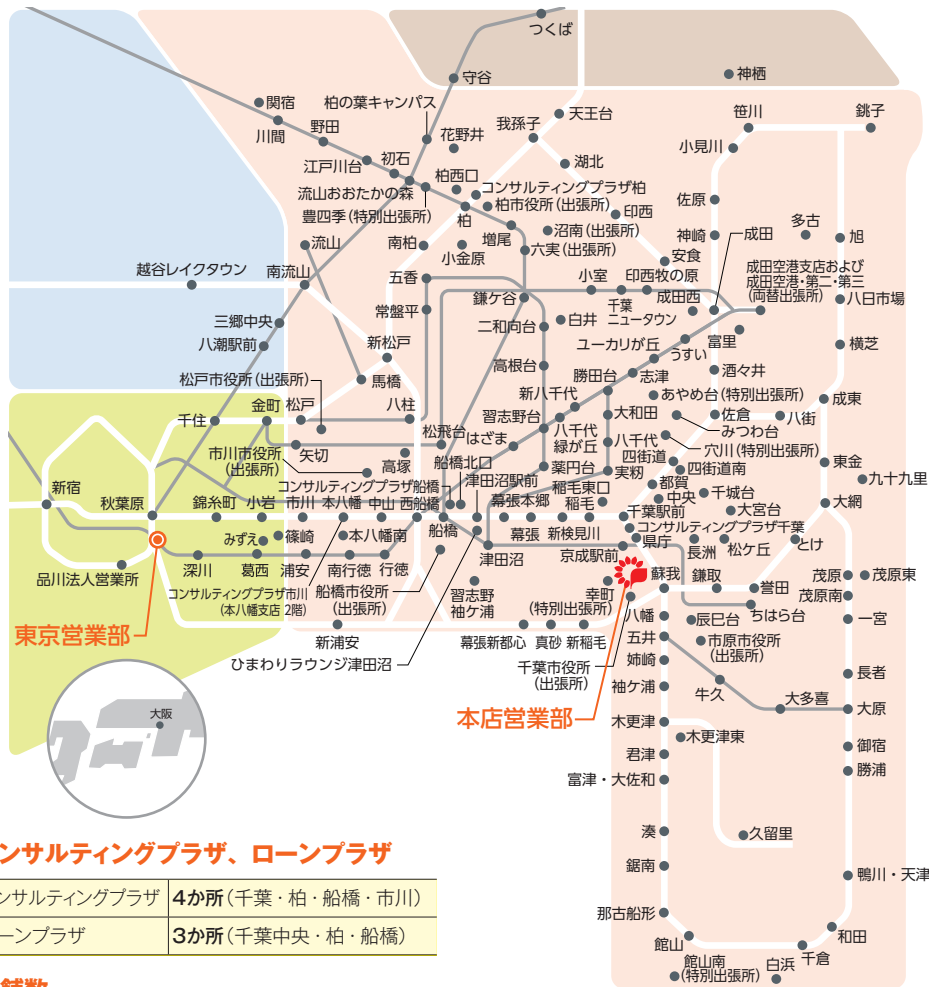 つくば
守谷
神栖
関宿
川間
野田
柏の葉キャンパス
花野井
我孫子
天王台
笹川
銚子
小見川
江戸川台
初石
湖北
流山おおたかの森
柏西口
コンサルティングプラザ柏
豊四季(特別出張所)
柏
柏市役所(出張所)
印西
佐原
多古
流山
南柏
小金原
増尾
沼南(出張所)
六実(出張所)
安食
神崎
成田
旭
越谷レイクタウン
南流山
五香
鎌ケ谷
小室
印西牧の原
成田空港支店および
成田空港・第二・第三
(両替出張所)
八日市場
千葉
ニュータウン
成田西
三郷中央
常盤平
二和向台
白井
富里
八潮駅前
新松戸
ユーカリが丘
うすい
横芝
高根台
松戸市役所(出張所)
馬橋
勝田台
志津
酒々井
新八千代
あやめ台(特別出張所)
成東
千住
金町
松戸
八柱
習志野台
大和田
佐倉
八街
みつわ台
松飛台
はざま
八千代
緑が丘
八千代
穴川(特別出張所)
市川市役所
(出張所)
矢切
高塚
船橋北口
四街道
四街道南
東金
コンサルティングプラザ船橋
津田沼駅前
薬円台
実籾
九十九里
新宿
秋葉原
錦糸町
小岩
市川
本八幡
中山
西船橋
幕張本郷
稲毛東口
稲毛
都賀
中央
千城台
大網
船橋
幕張
新検見川
千葉駅前
大宮台
みずえ
篠崎
本八幡南
コンサルティングプラザ千葉
県庁
長洲
松ケ丘
とけ
品川法人営業所
深川
葛西
浦安
南行徳
行徳
津田沼
京成駅前
蘇我
鎌取
誉田
茂原
茂原東
コンサルティングプラザ市川
(本八幡支店 2階)
船橋市役所
(出張所)
習志野
袖ケ浦
幸町
(特別出張所)
茂原南
ちはら台
八幡
辰巳台
一宮
東京営業部
新浦安
幕張新都心
真砂
新稲毛
五井
市原市役所
(出張所)
ひまわりラウンジ津田沼
千葉市役所
(出張所)
姉崎
長者
袖ケ浦
牛久
大多喜
大原
大阪
本店営業部
木更津
木更津東
御宿
君津
勝浦
富津・大佐和
湊
久留里
鋸南
鴨川・天津
那古船形
館山
和田
千倉
館山南
(特別出張所)
白浜
ンサルティングプラザ、ローンプラザ
ンサルティングプラザ 4か所(千葉・柏・船橋・市川)
ーンプラザ 3か所(千葉中央・柏・船橋)